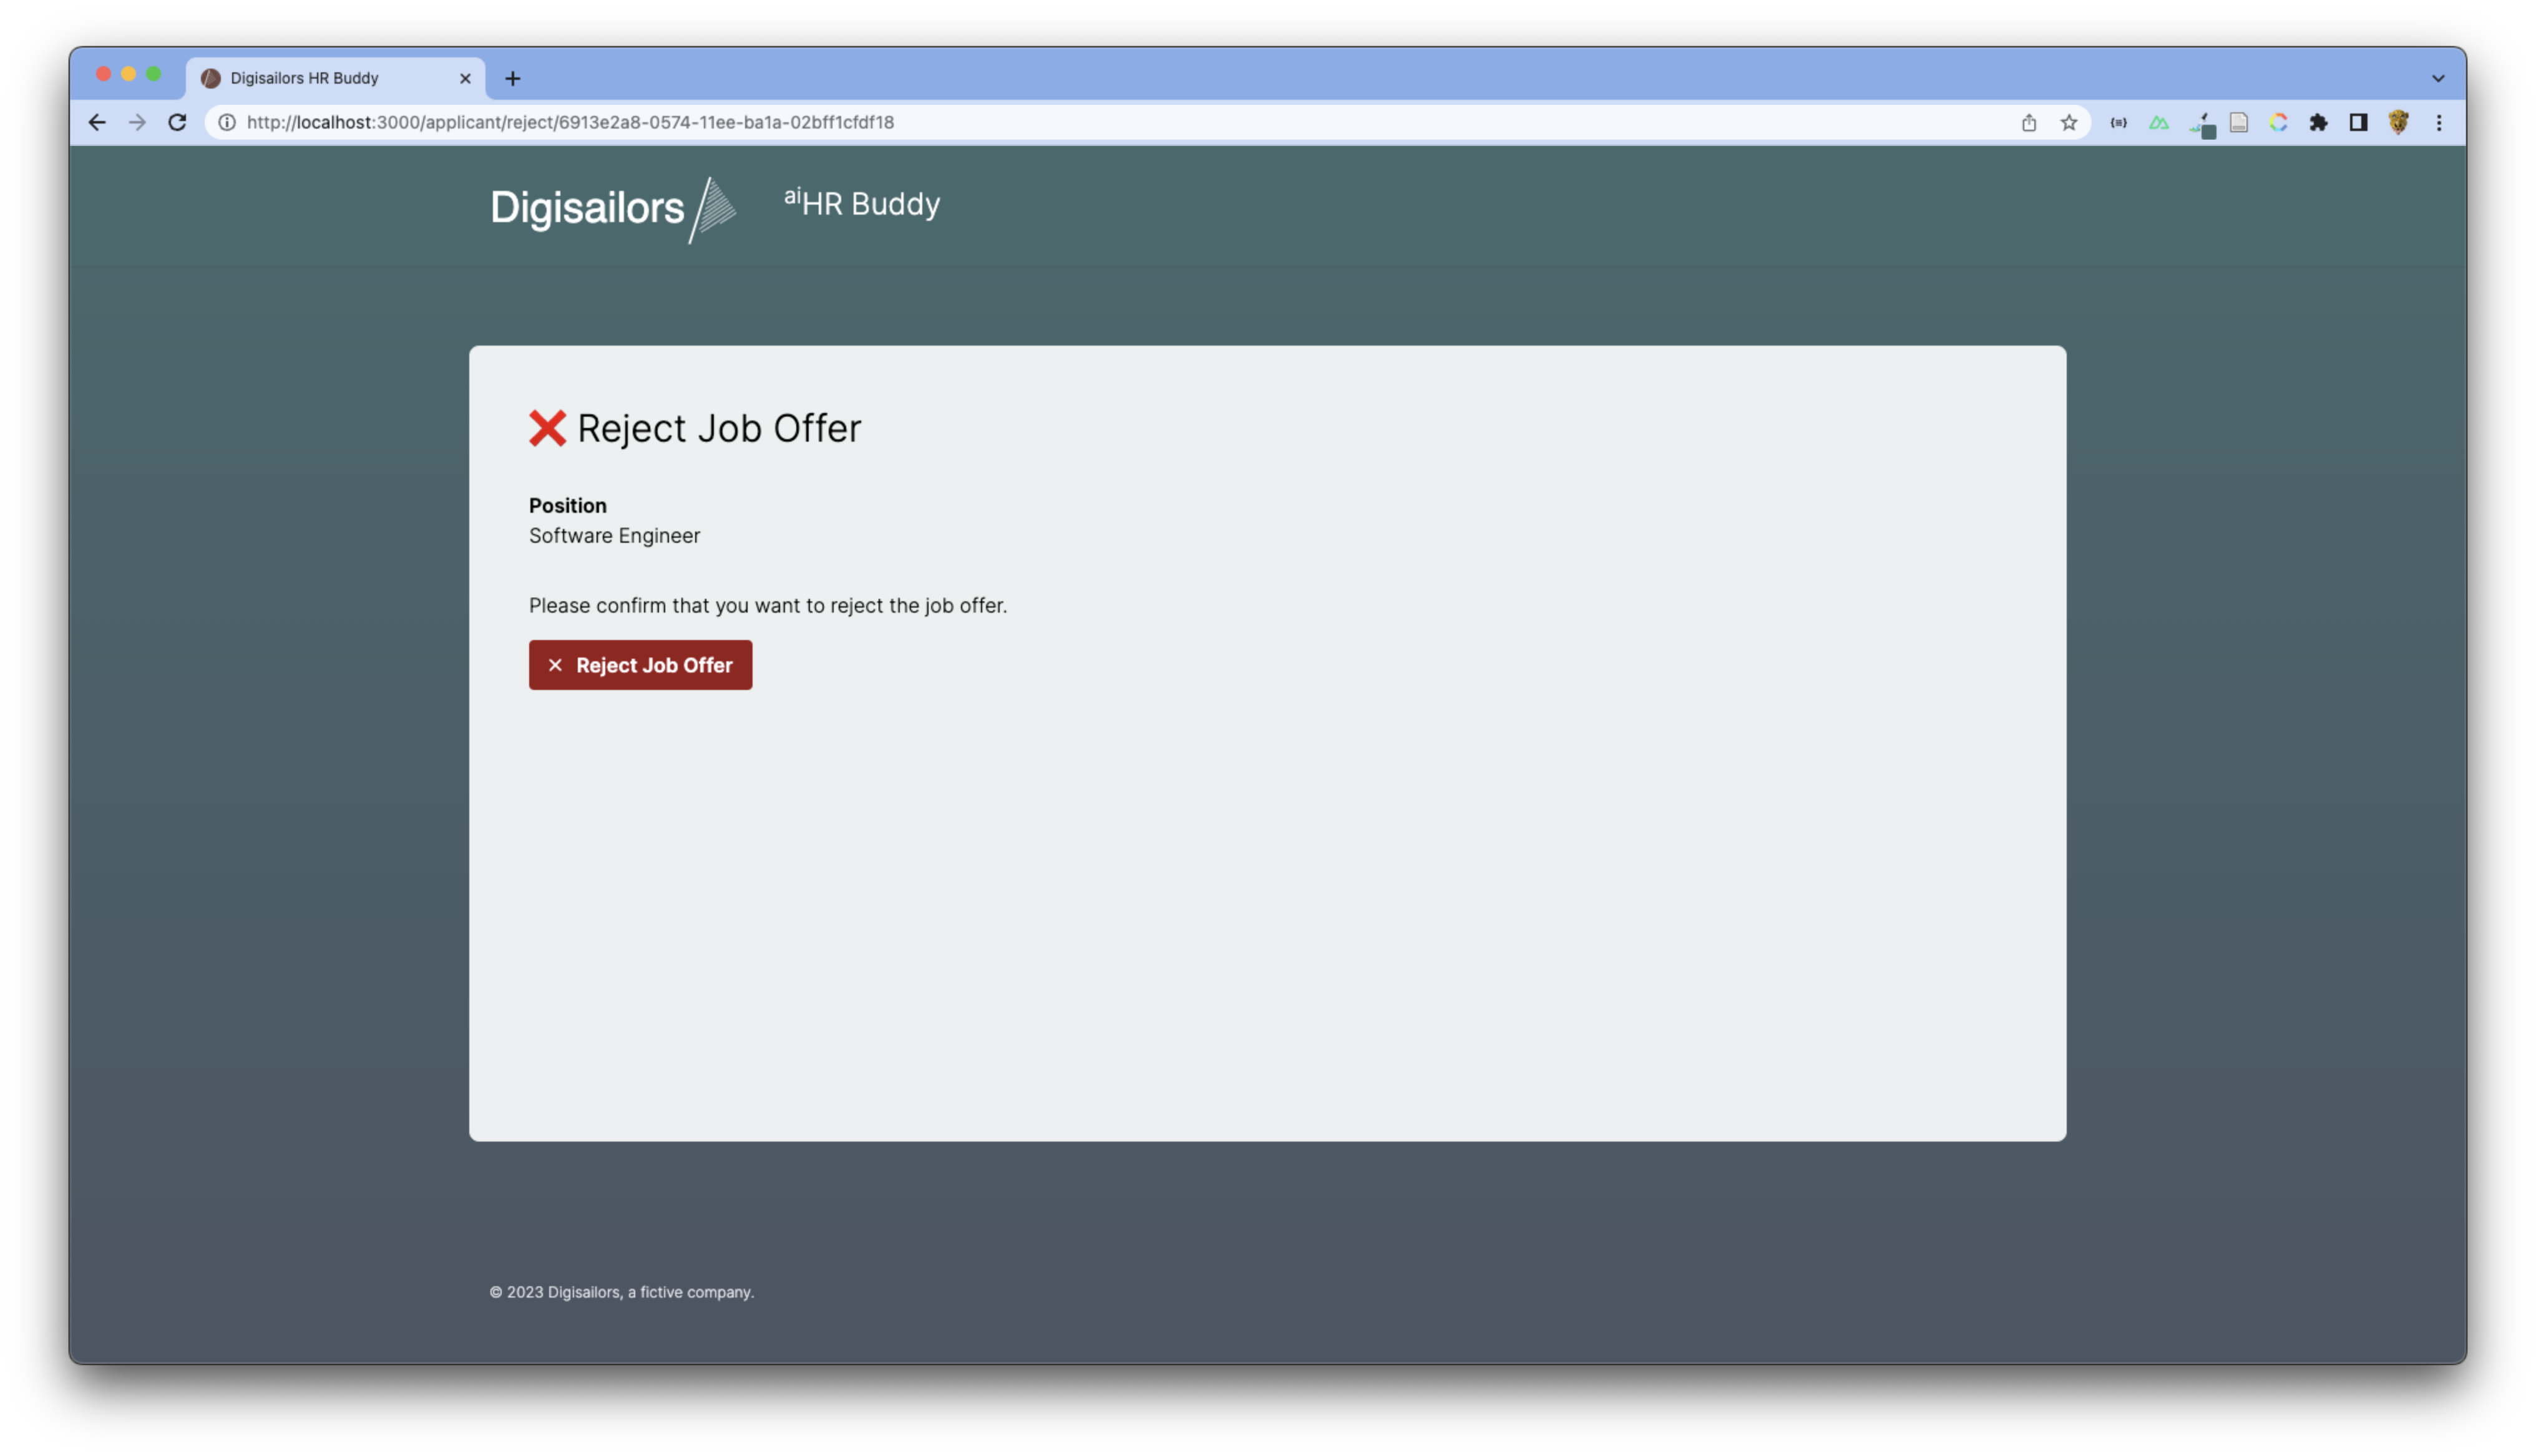 Digisailors HR Buddy
http://localhost:3000/applicant/reject/6913e2a8-0574-11ee-ba1a-02bff1cfdf18
Digisailors
aiHR Buddy
❌ Reject Job Offer
Position
Software Engineer
Please confirm that you want to reject the job offer.
✕ Reject Job Offer
© 2023 Digisailors, a fictive company.